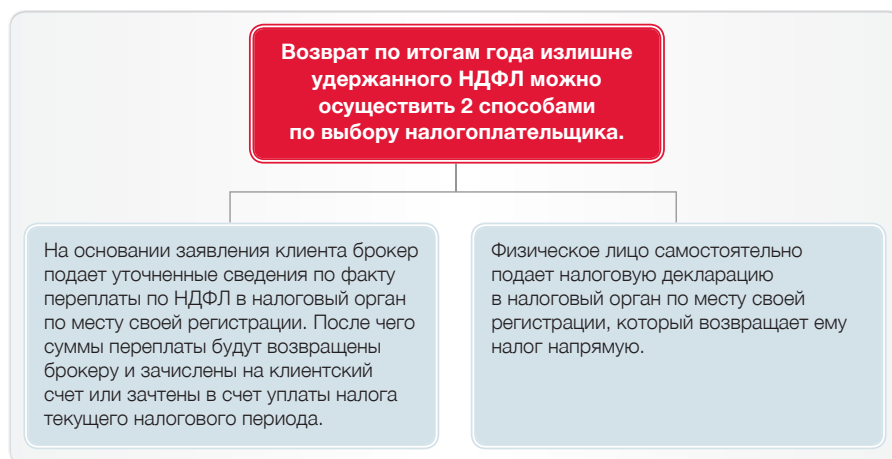 Возврат по итогам года излишне
удержанного НДФЛ можно
осуществить 2 способами
по выбору налогоплательщика.
На основании заявления клиента брокер
подает уточненные сведения по факту
переплаты по НДФЛ в налоговый орган
по месту своей регистрации. После чего
суммы переплаты будут возвращены
брокеру и зачислены на клиентский
счет или зачтены в счет уплаты налога
текущего налогового периода.
Физическое лицо самостоятельно
подает налоговую декларацию
в налоговый орган по месту своей
регистрации, который возвращает ему
налог напрямую.